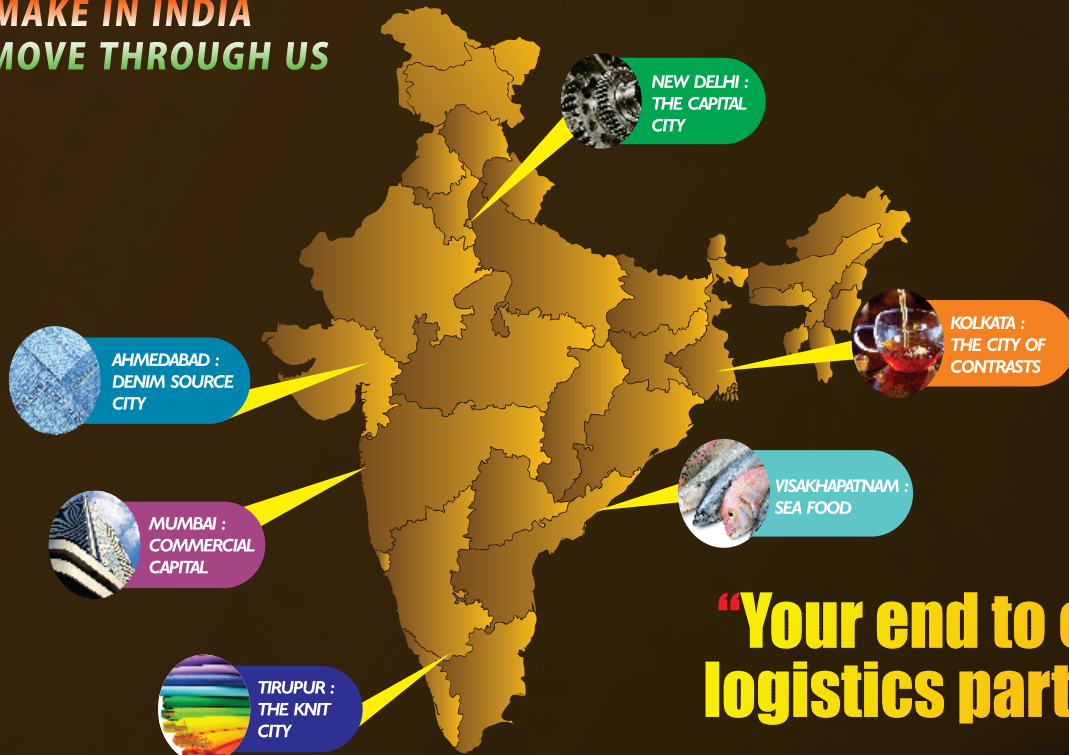 MAKE IN INDIA
MOVE THROUGH US
NEW DELHI :
THE CAPITAL
CITY
KOLKATA :
THE CITY OF
CONTRASTS
AHMEDABAD :
DENIM SOURCE
CITY
VISAKHAPATNAM :
SEA FOOD
MUMBAI :
COMMERCIAL
CAPITAL
TIRUPUR :
THE KNIT
CITY
“Your end to
logistics part